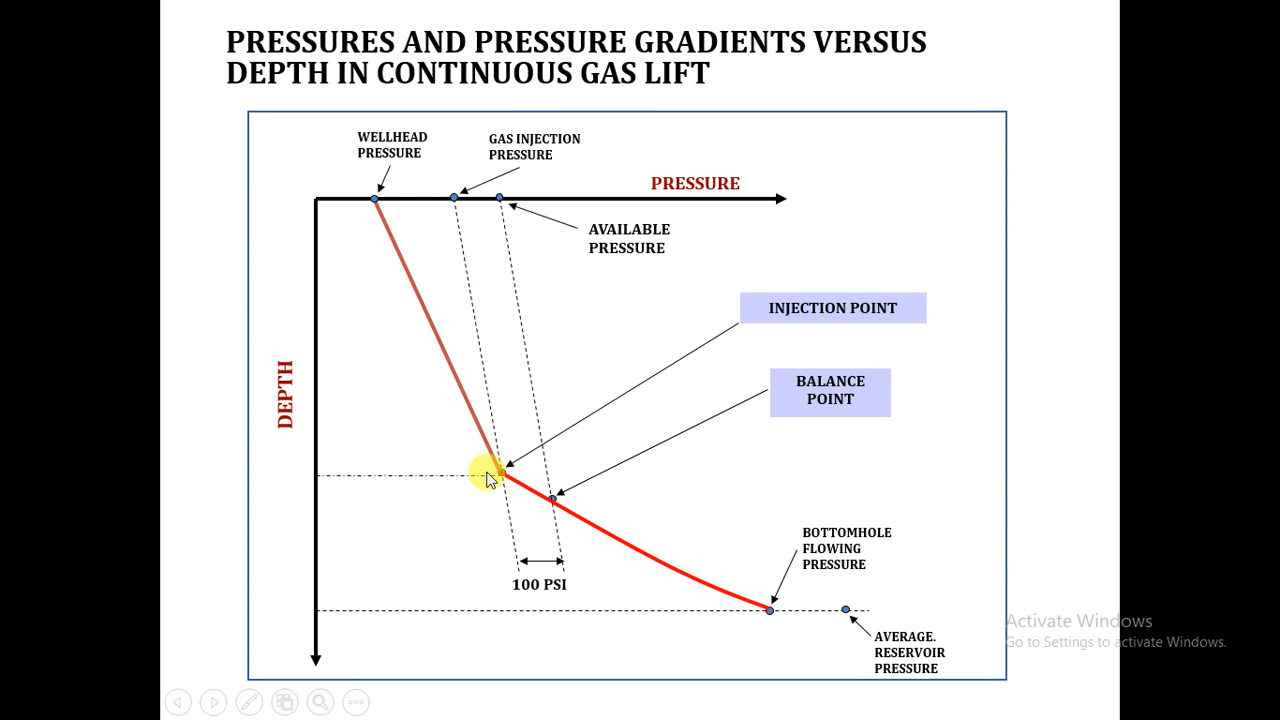 PRESSURES AND PRESSURE GRADIENTS VERSUS
DEPTH IN CONTINUOUS GAS LIFT
WELLHEAD
PRESSURE
GAS INJECTION
PRESSURE
PRESSURE
AVAILABLE
PRESSURE
INJECTION POINT
BALANCE
POINT
DEPTH
BOTTOMHOLE
FLOWING
PRESSURE
100 PSI
AVERAGE.
RESERVOIR
PRESSURE
Activate Windows
Go to Settings to activate Windows.